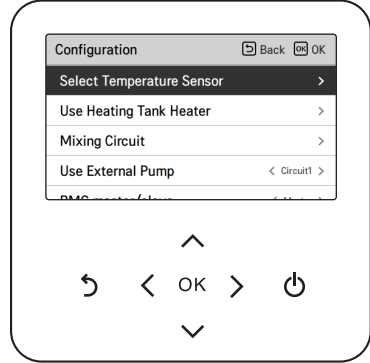 Configuration Back OK OK
Select Temperature Sensor >
Use Heating Tank Heater >
Mixing Circuit >
Use External Pump < Circuit1 >
OK